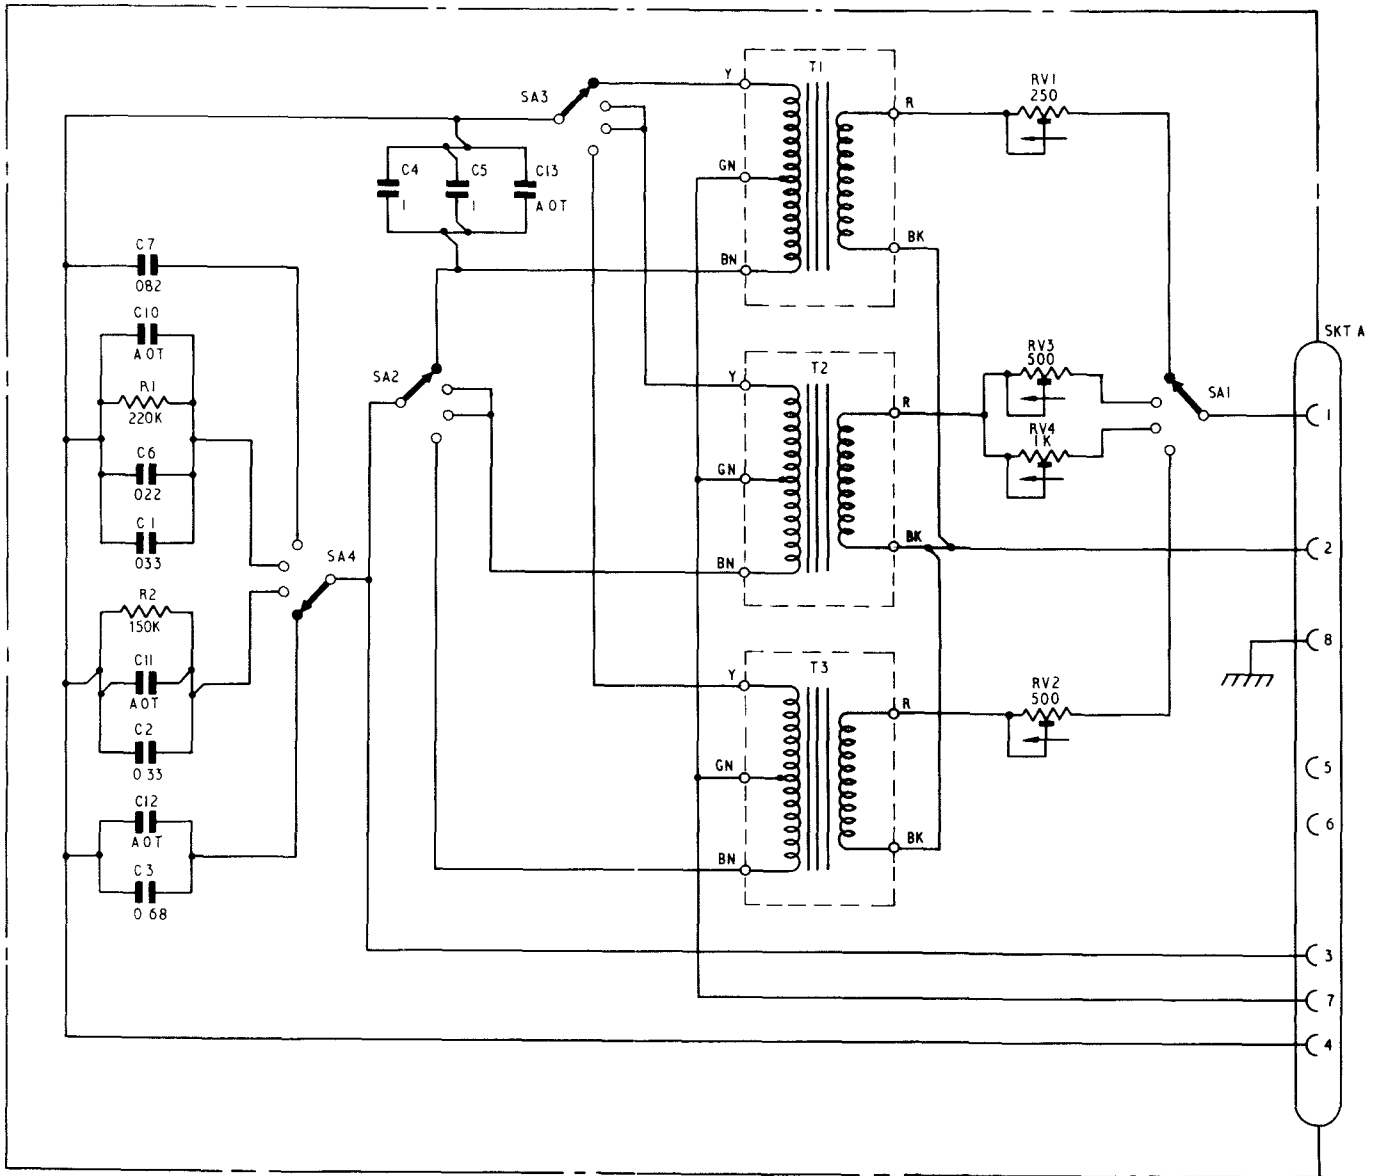 T1
Y
R
RV1
250
SA3
GN
C4
C5
C13
1
1
AOT
BK
C7
BN
082
C10
SKT A
AOT
RV3
500
T2
SA2
Y
R1
R
SA1
220K
1
RV4
1K
C6
GN
022
C1
BK
2
033
SA4
BN
R2
150K
8
C11
T3
Y
RV2
500
AOT
R
C2
0 33
GN
5
C12
6
AOT
BK
C3
BN
0 68
3
7
4